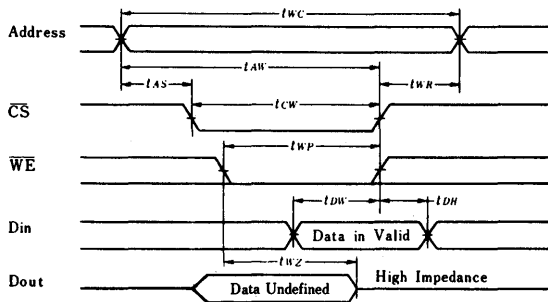 tWC
Address
tAW
tAS
tWR
tCW
CS
tWP
WE
tDW
tDH
Din
Data in Valid
tWZ
High Impedance
Dout
Data Undefined